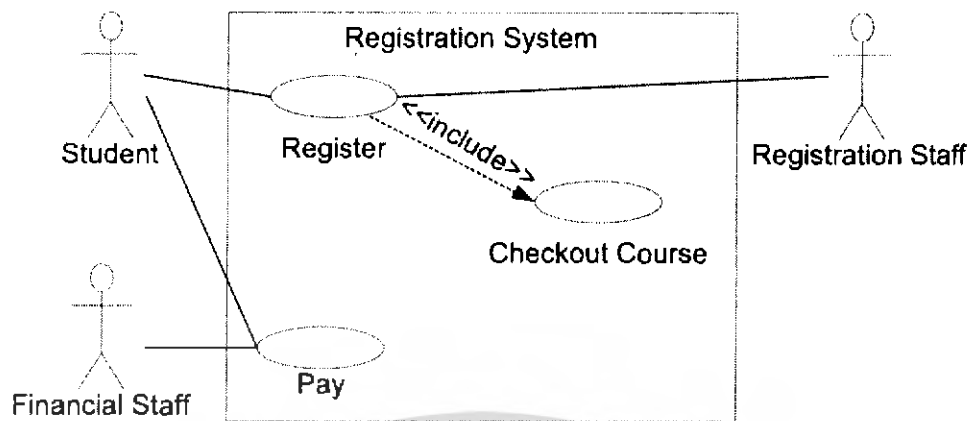 Registration System
Student
Register
<<include>>
Registration Staff
Checkout Course
Pay
Financial Staff